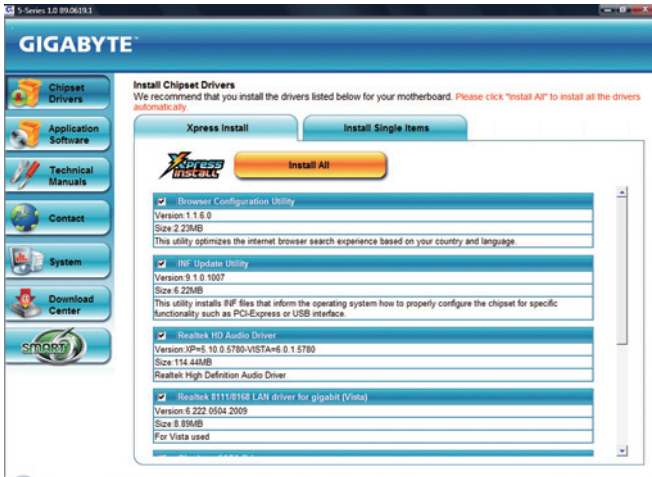 5-Series 1.0 B9.0619.1
GIGABYTE™
Chipset
Drivers
Application
Software
Technical
Manuals
Contact
System
Download
Center
SMART
Install Chipset Drivers
We recommend that you install the drivers listed below for your motherboard. Please click "Install All" to install all the drivers
automatically.
Xpress Install
Install Single Items
Xpress
Install
Install All
Browser Configuration Utility
Version:1.1.6.0
Size:2.23MB
This utility optimizes the internet browser search experience based on your country and language.
INF Update Utility
Version:9.1.0.1007
Size:6.22MB
This utility installs INF files that inform the operating system how to properly configure the chipset for specific
functionality such as PCI-Express or USB interface.
Realtek HD Audio Driver
Version:XP=5.10.0.5780-VISTA=6.0.1.5780
Size:114.44MB
Realtek High Definition Audio Driver
Realtek 8111/8168 LAN driver for gigabit (Vista)
Version:6.222.0504.2009
Size:8.89MB
For Vista used